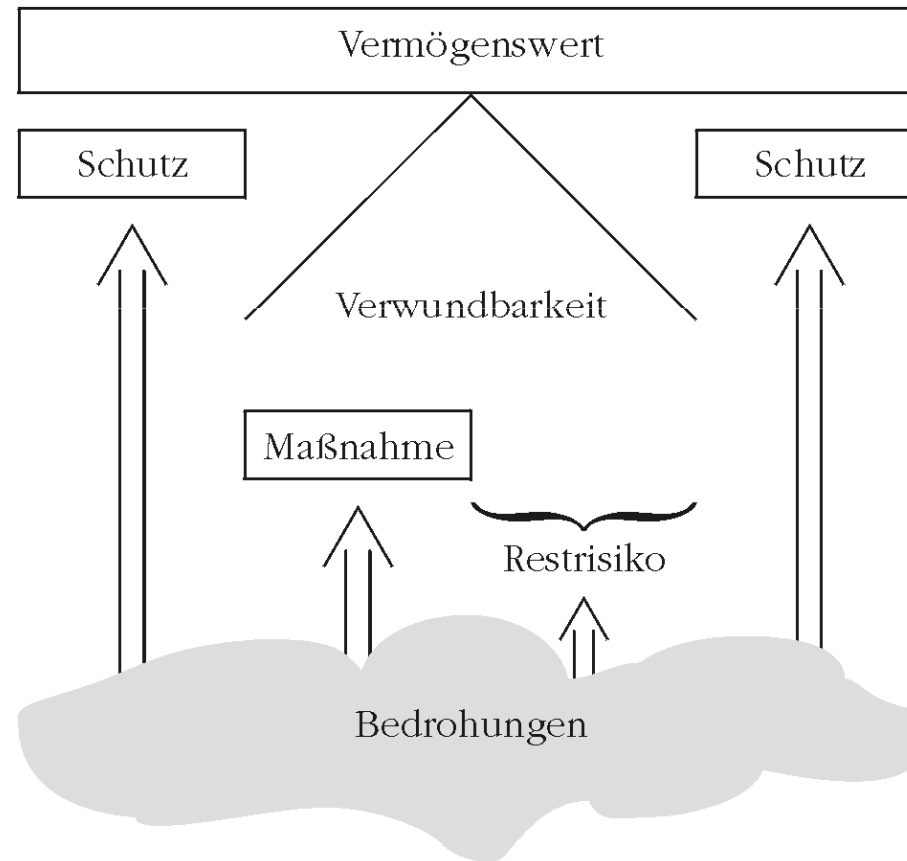 Vermögenswert
Schutz
Schutz
Verwundbarkeit
Maßnahme
Restrisiko
Bedrohungen